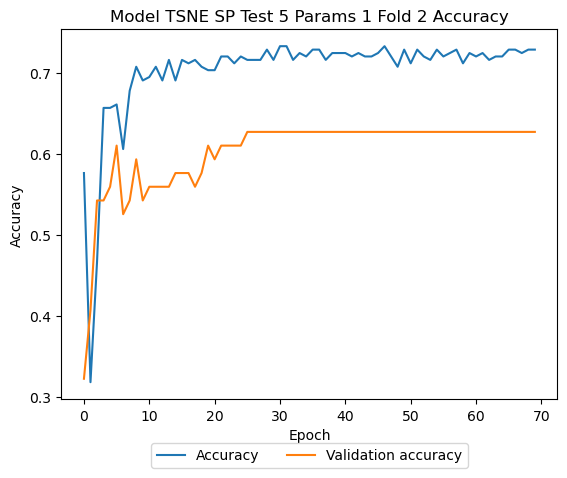 Model TSNE SP Test 5 Params 1 Fold 2 Accuracy
0.7
0.6
0.5
0.4
0.3
Accuracy
0 10 20 30 40 50 60 70
Epoch
Accuracy Validation accuracy